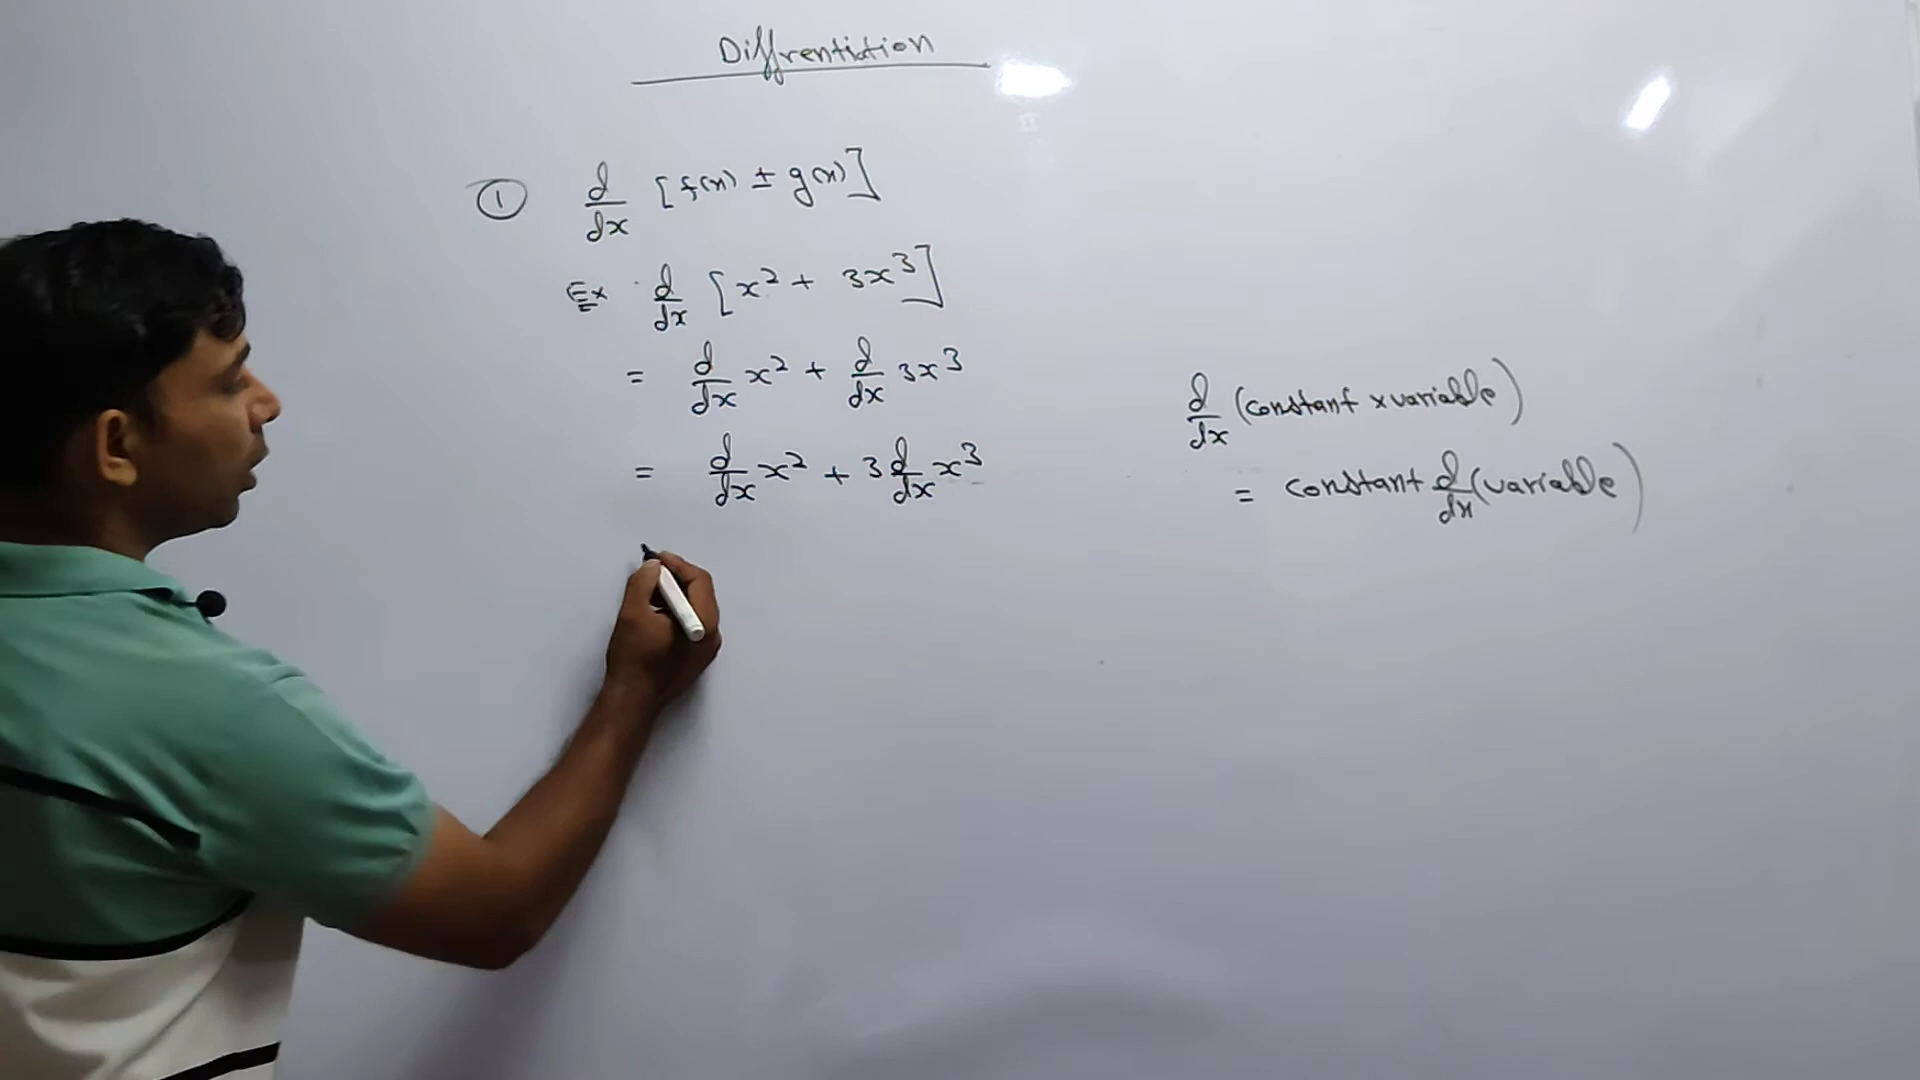 Diffrentiation
① d/dx [f(x) ± g(x)]
Ex d/dx [x² + 3x³]
= d/dx x² + d/dx 3x³
= d/dx x² + 3 d/dx x³
d/dx (constant x variable)
= constant d/dx (variable)